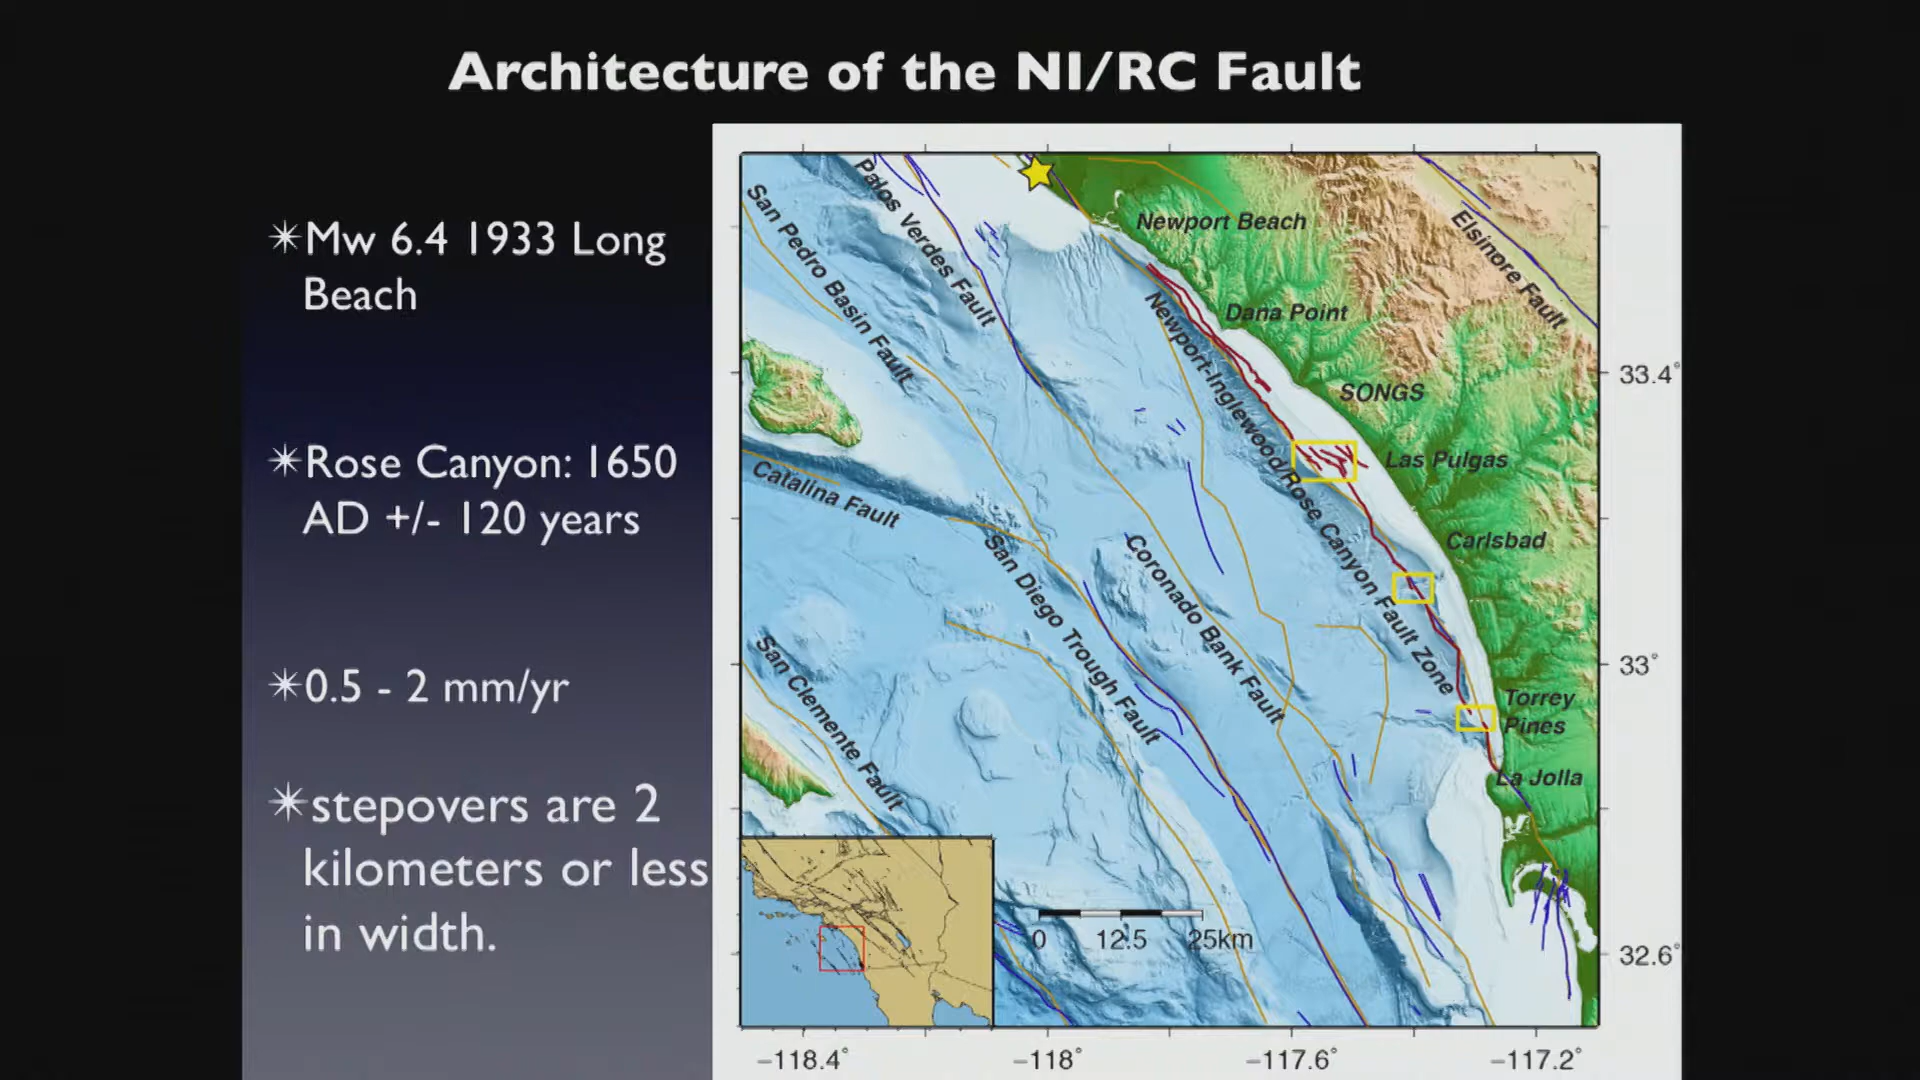 Architecture of the NI/RC Fault
✴Mw 6.4 1933 Long
Beach
✴Rose Canyon: 1650
AD +/- 120 years
✴0.5 - 2 mm/yr
✴stepovers are 2
kilometers or less
in width.
Palos Verdes Fault
San Pedro Basin Fault
Newport Beach
Elsinore Fault
Dana Point
Newport-Inglewood/Rose Canyon Fault Zone
SONGS
Las Pulgas
Catalina Fault
Carlsbad
San Diego Trough Fault
Coronado Bank Fault
San Clemente Fault
Torrey
Pines
La Jolla
0 12.5 25km
33.4°
33°
32.6°
−118.4° −118° −117.6° −117.2°